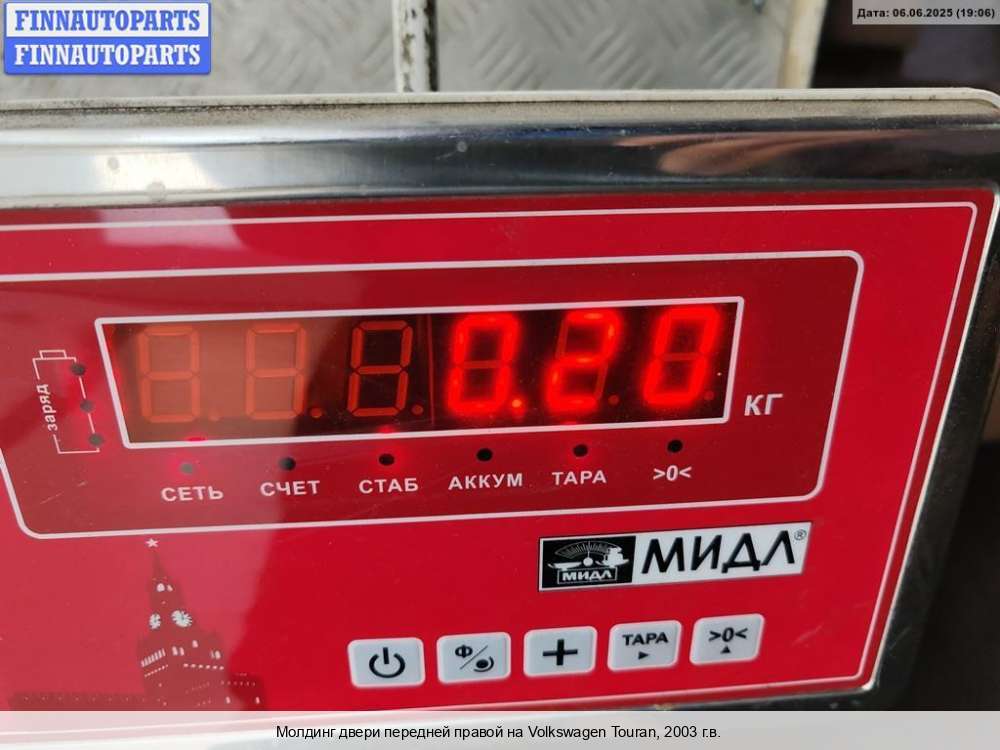 FINNAUTOPARTS
FINNAUTOPARTS
Дата: 06.06.2025 (19:06)
заряд
0.20
КГ
СЕТЬ СЧЕТ СТАБ АККУМ ТАРА >0<
МИДЛ
МИДЛ®
Ф
ТАРА
>0<
Молдинг двери передней правой на Volkswagen Touran, 2003 г.в.